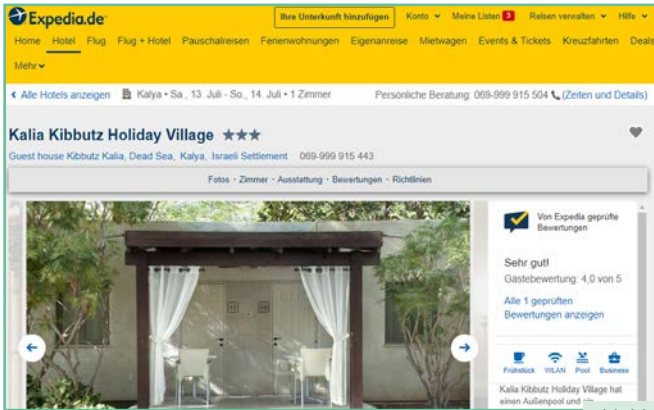 Expedia.de
Ihre Unterkunft hinzufügen Konto Meine Listen 3 Reisen verwalten Hilfe
Home Hotel Flug Flug + Hotel Pauschalreisen Ferienwohnungen Eigenanreise Mietwagen Events & Tickets Kreuzfahrten Deals
Mehr
Alle Hotels anzeigen Kalya • Sa., 13. Juli - So., 14. Juli • 1 Zimmer Persönliche Beratung: 069-999 915 504 (Zeiten und Details)
Kalia Kibbutz Holiday Village ★★★
Guest house Kibbutz Kalia, Dead Sea, Kalya, Israeli Settlement 069-999 915 443
Fotos · Zimmer · Ausstattung · Bewertungen · Richtlinien
Von Expedia geprüfte
Bewertungen
Sehr gut!
Gästebewertung: 4,0 von 5
Alle 1 geprüften
Bewertungen anzeigen
Frühstück WLAN Pool Business
Kalia Kibbutz Holiday Village hat
einen Außenpool und